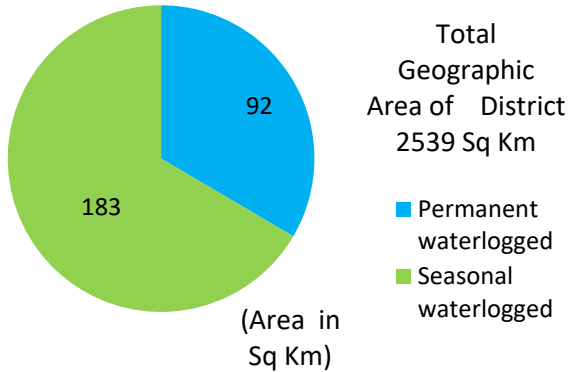 Total
Geographic
Area of District
2539 Sq Km
92
183
Permanent
waterlogged
Seasonal
waterlogged
(Area in
Sq Km)